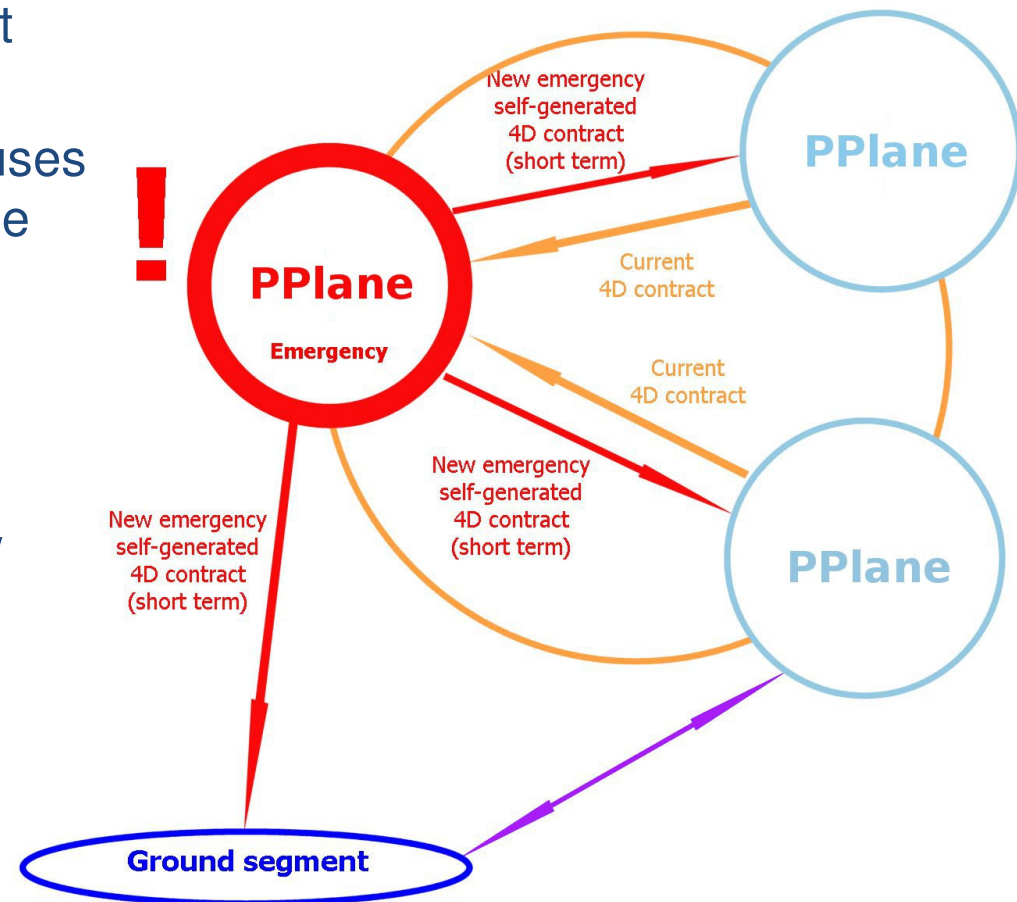 New emergency
self-generated
4D contract
(short term)
PPlane
!
PPlane
Emergency
Current
4D contract
Current
4D contract
New emergency
self-generated
4D contract
(short term)
New emergency
self-generated
4D contract
(short term)
PPlane
Ground segment